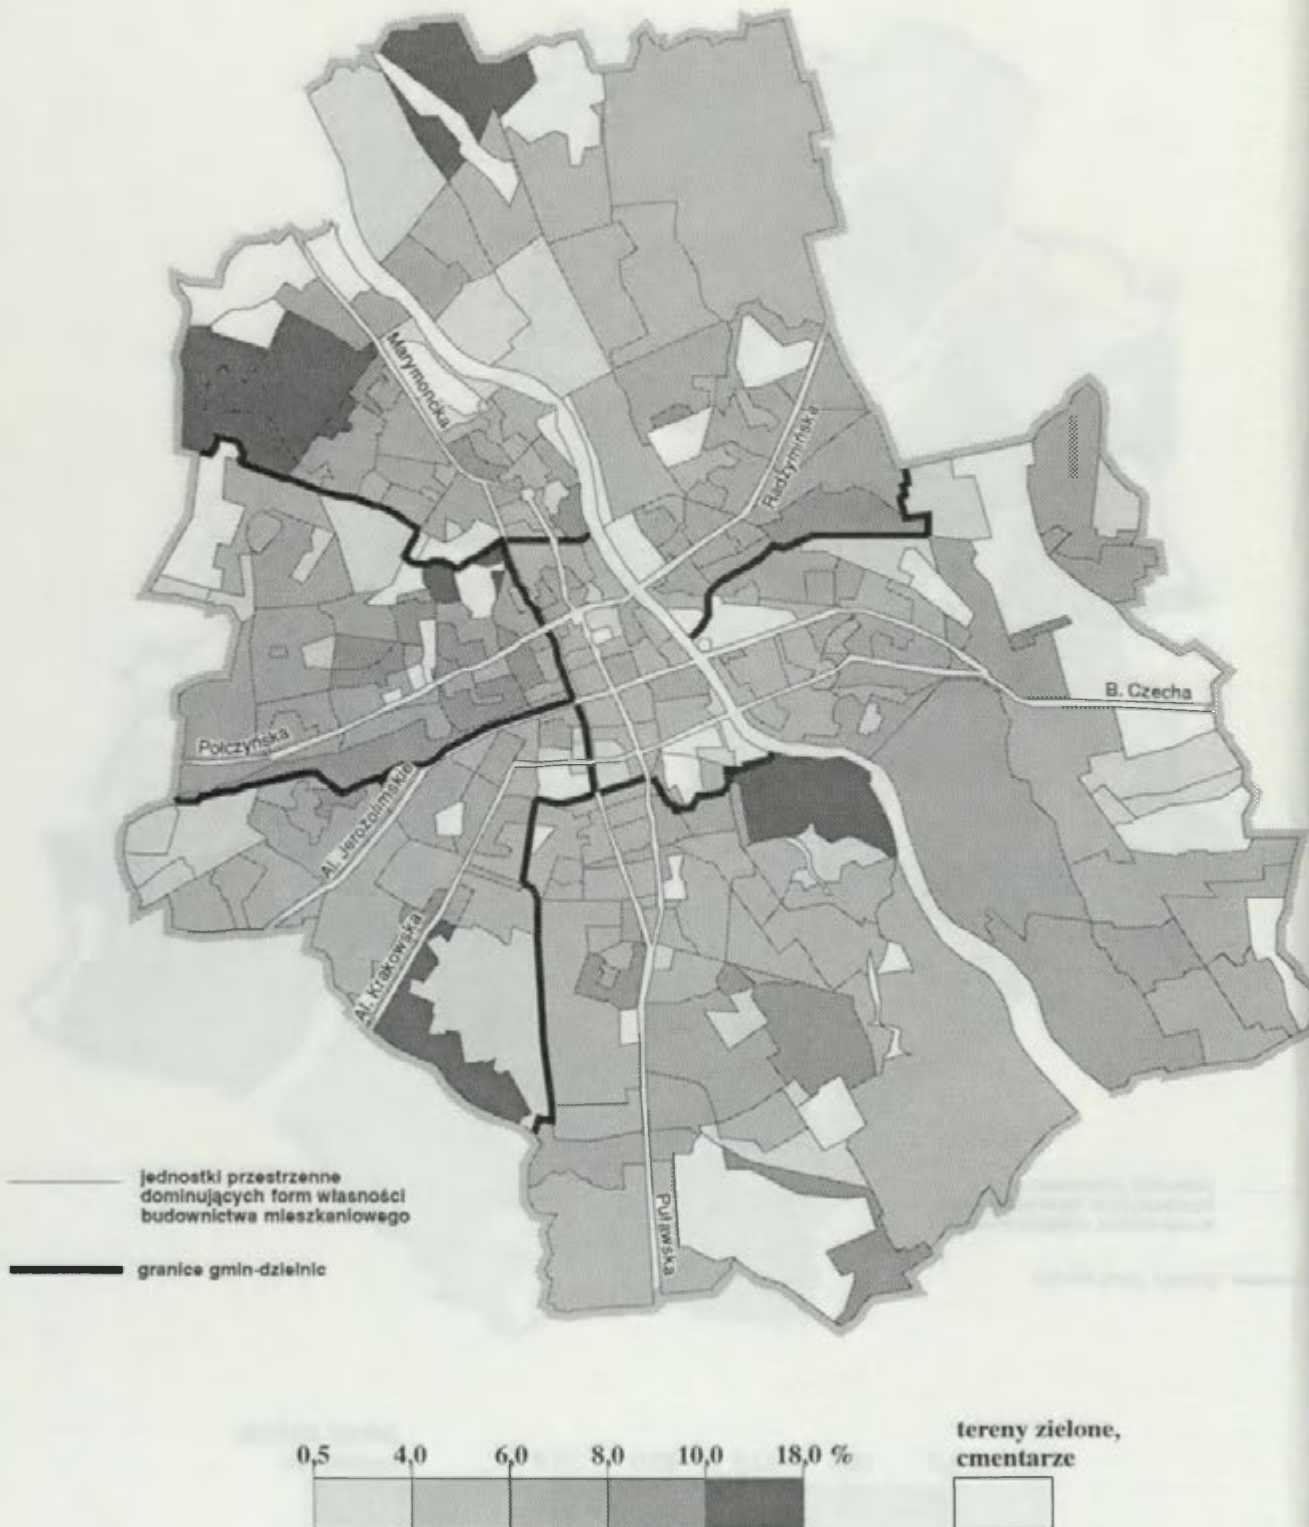 Marymoncka
Radzymińska
B. Czecha
Połczyńska
Al. Jerozolimskie
Al. Krakowska
Puławska
jednostki przestrzenne
dominujących form własności
budownictwa mieszkaniowego
granice gmin-dzielnic
0,5 4,0 6,0 8,0 10,0 18,0 %
tereny zielone,
cmentarze